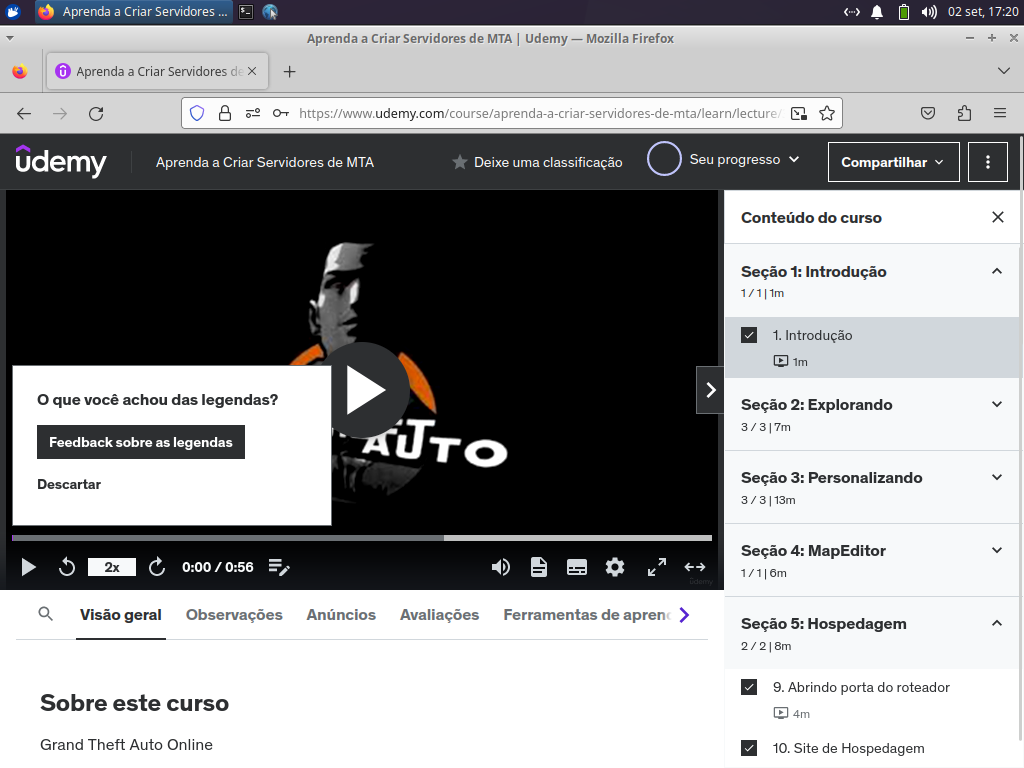 Aprenda a Criar Servidores ...
02 set, 17:20
Aprenda a Criar Servidores de MTA | Udemy — Mozilla Firefox
Aprenda a Criar Servidores de
https://www.udemy.com/course/aprenda-a-criar-servidores-de-mta/learn/lecture/
udemy
Aprenda a Criar Servidores de MTA
Deixe uma classificação
Seu progresso
Compartilhar
AUTO
O que você achou das legendas?
Feedback sobre as legendas
Descartar
2x
0:00 / 0:56
udemy
Visão geral
Observações
Anúncios
Avaliações
Ferramentas de apren
Sobre este curso
Grand Theft Auto Online
Conteúdo do curso
Seção 1: Introdução
1 / 1 | 1m
1. Introdução
1m
Seção 2: Explorando
3 / 3 | 7m
Seção 3: Personalizando
3 / 3 | 13m
Seção 4: MapEditor
1 / 1 | 6m
Seção 5: Hospedagem
2 / 2 | 8m
9. Abrindo porta do roteador
4m
10. Site de Hospedagem